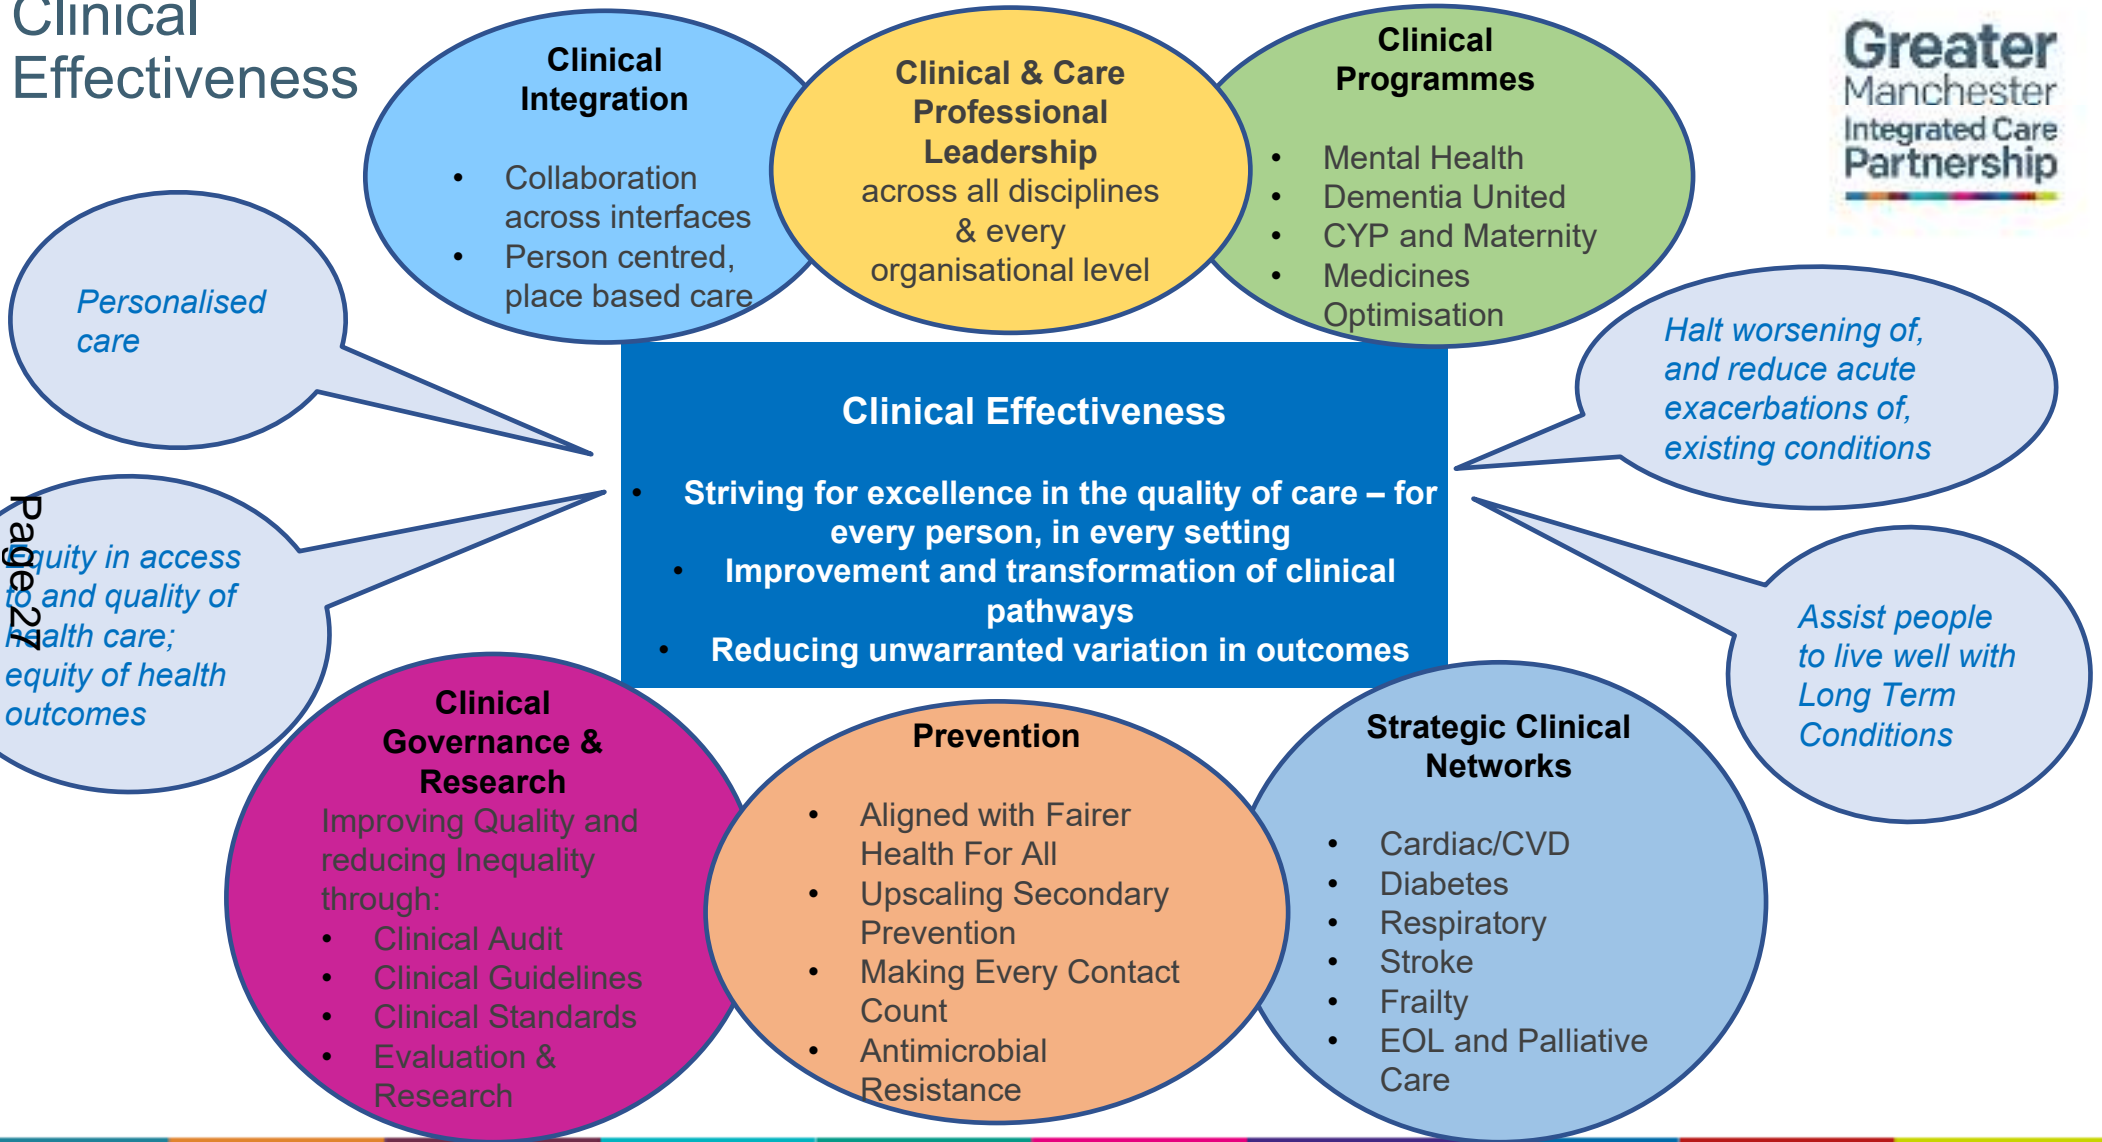 Clinical
Effectiveness
Clinical
Integration
• Collaboration
across interfaces
• Person centred,
place based care
Clinical & Care
Professional
Leadership
across all disciplines
& every
organisational level
Clinical
Programmes
• Mental Health
• Dementia United
• CYP and Maternity
• Medicines
Optimisation
Greater
Manchester
Integrated Care
Partnership
Personalised
care
Equity in access
to and quality of
health care;
equity of health
outcomes
Page 27
Clinical Effectiveness
• Striving for excellence in the quality of care – for
every person, in every setting
• Improvement and transformation of clinical
pathways
• Reducing unwarranted variation in outcomes
Halt worsening of,
and reduce acute
exacerbations of,
existing conditions
Assist people
to live well with
Long Term
Conditions
Clinical
Governance &
Research
Improving Quality and
reducing Inequality
through:
• Clinical Audit
• Clinical Guidelines
• Clinical Standards
• Evaluation &
Research
Prevention
• Aligned with Fairer
Health For All
• Upscaling Secondary
Prevention
• Making Every Contact
Count
• Antimicrobial
Resistance
Strategic Clinical
Networks
• Cardiac/CVD
• Diabetes
• Respiratory
• Stroke
• Frailty
• EOL and Palliative
Care